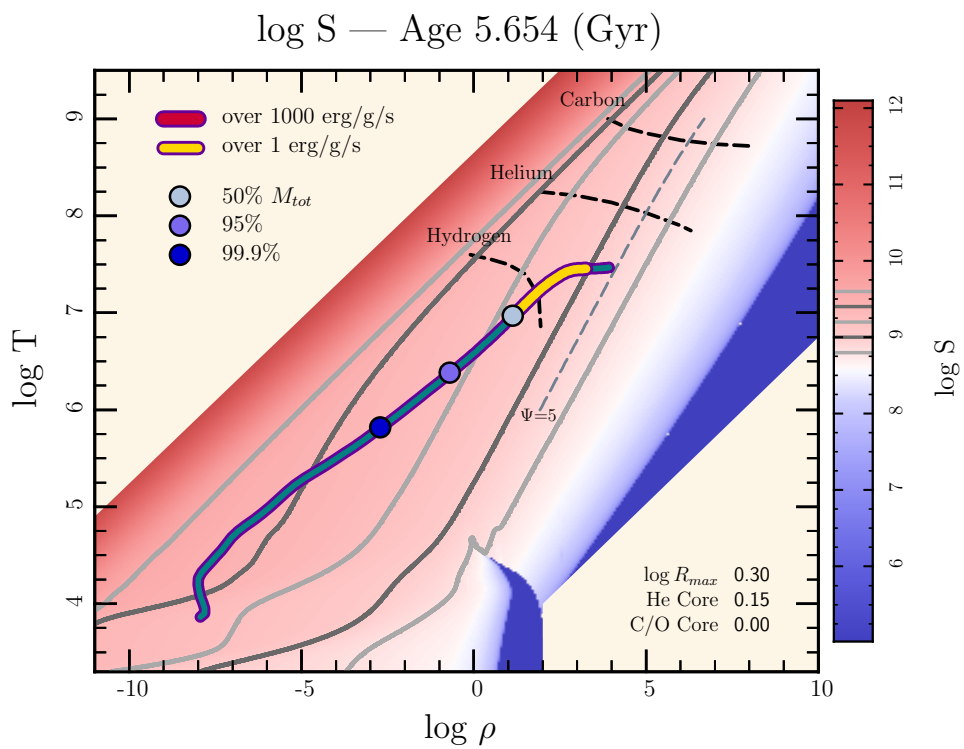 log S — Age 5.654 (Gyr)
over 1000 erg/g/s
over 1 erg/g/s
50% M_tot
95%
99.9%
Carbon
Helium
Hydrogen
Ψ=5
log R_max 0.30
He Core 0.15
C/O Core 0.00
log T
9
8
7
6
5
4
-10
-5
0
5
10
log ρ
12
11
10
9
8
7
6
log S